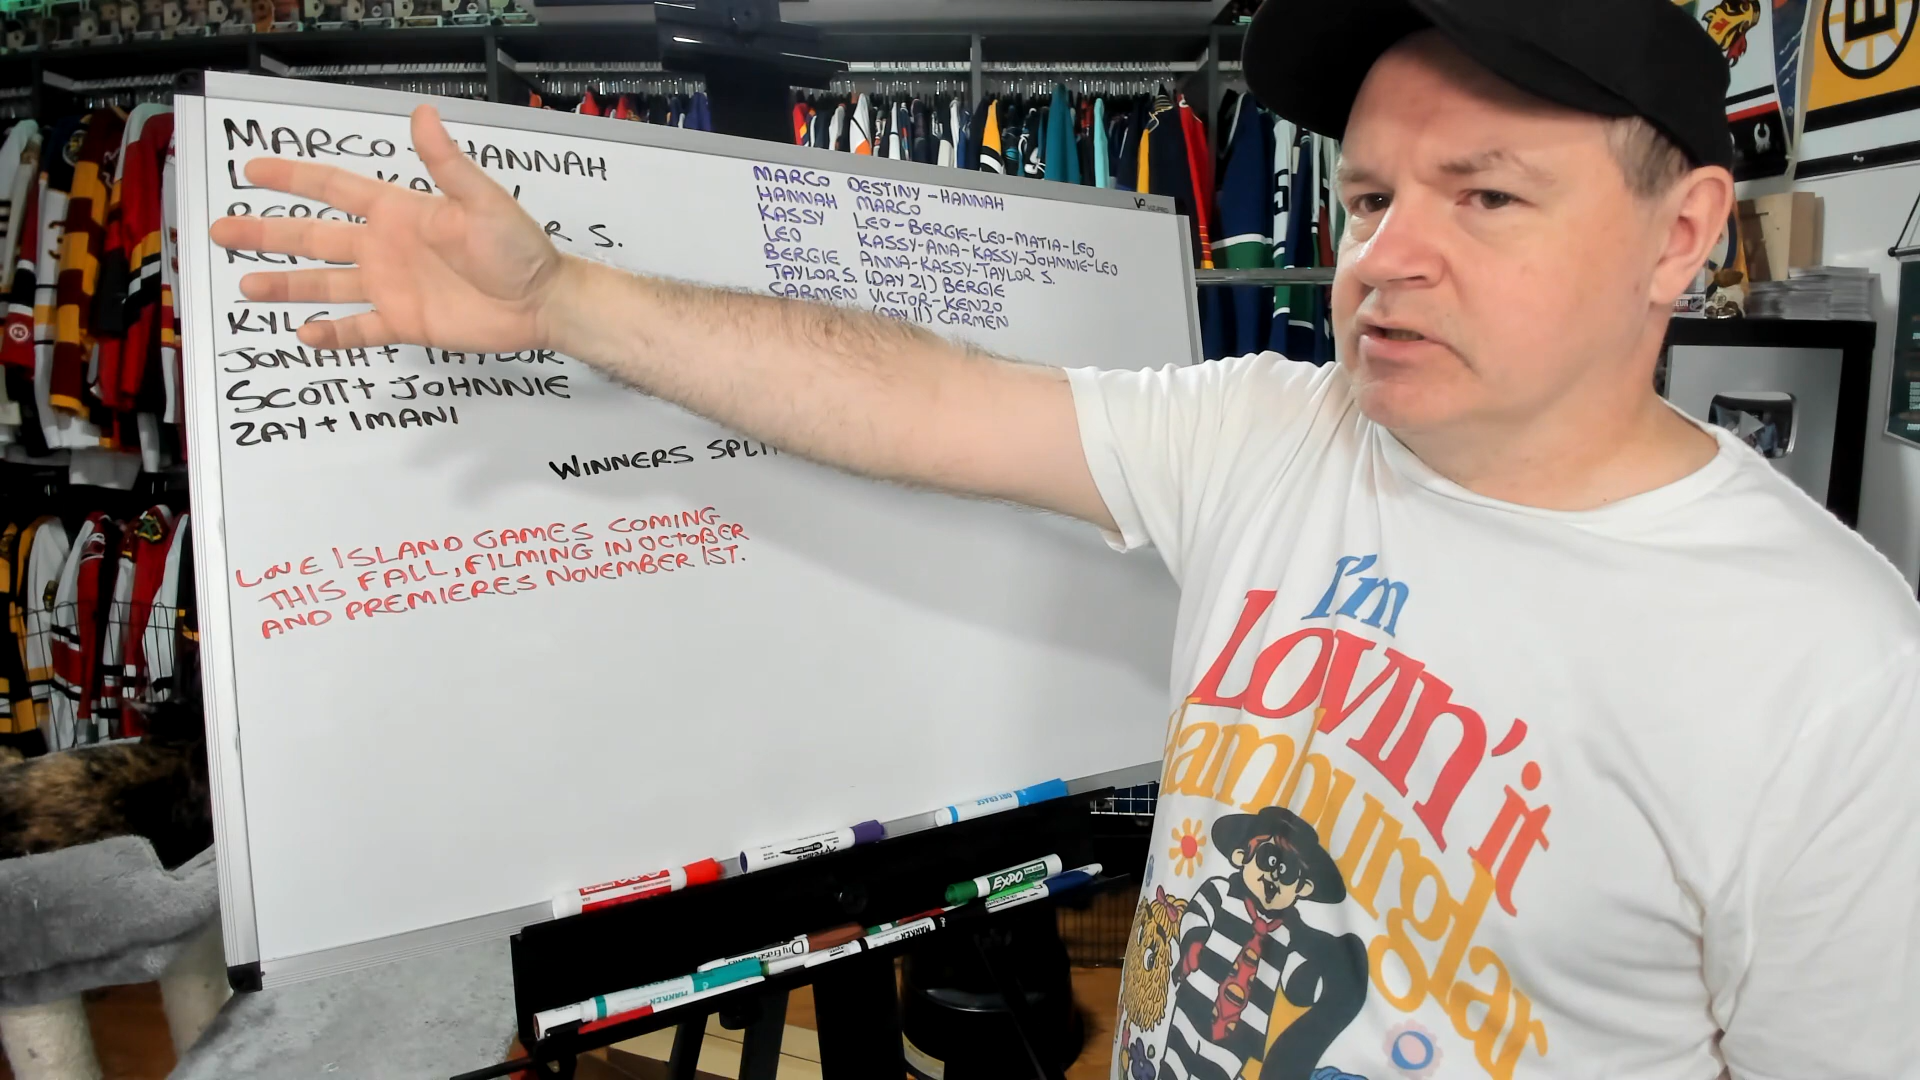 MARCO + HANNAH
R S.
JONAH + TAYLOR
SCOTT + JOHNNIE
ZAY + IMANI
WINNERS SPLIT
LOVE ISLAND GAMES COMING
THIS FALL, FILMING IN OCTOBER
AND PREMIERES NOVEMBER 1ST.
MARCO DESTINY - HANNAH
HANNAH MARCO
KASSY LEO - BERGIE - LEO - MATIA - LEO
LEO KASSY - ANA - KASSY - JOHNNIE - LEO
BERGIE ANNA - KASSY - TAYLOR S.
TAYLOR S. (DAY 21) BERGIE
CARMEN VICTOR - KENZO
(DAY 11) CARMEN
I'm
Lovin' it
Hamburglar
EXPO
MARKER
MARKER
B